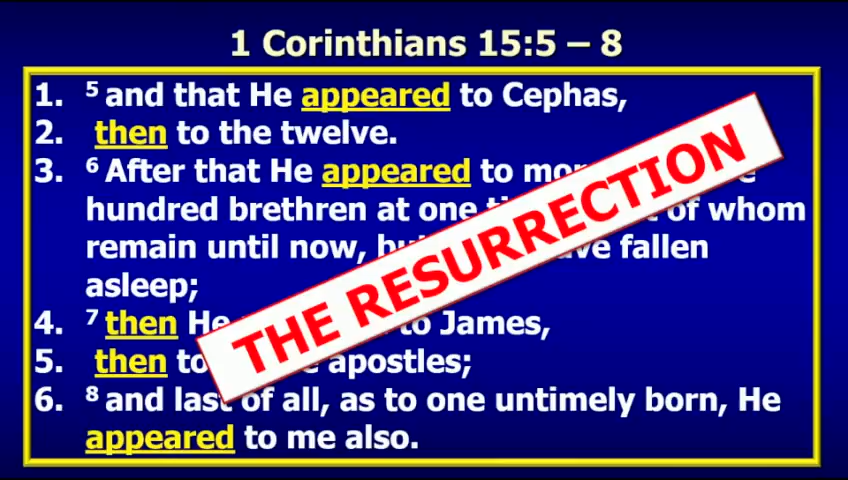 1 Corinthians 15:5 – 8
1. ⁵ and that He appeared to Cephas,
2. then to the twelve.
3. ⁶ After that He appeared to
hundred brethren at one of whom
remain until now, fallen
asleep;
4. ⁷ then He to James,
5. then to apostles;
6. ⁸ and last of all, as to one untimely born, He
appeared to me also.
THE RESURRECTION